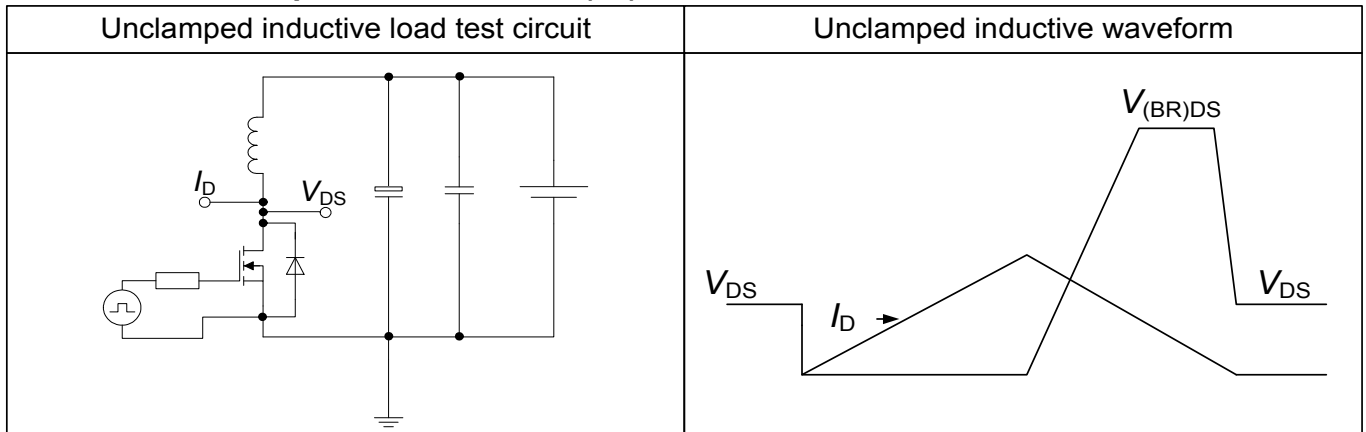 Unclamped inductive load test circuit
Unclamped inductive waveform
I_D
V_DS
V_(BR)DS
V_DS
I_D
V_DS